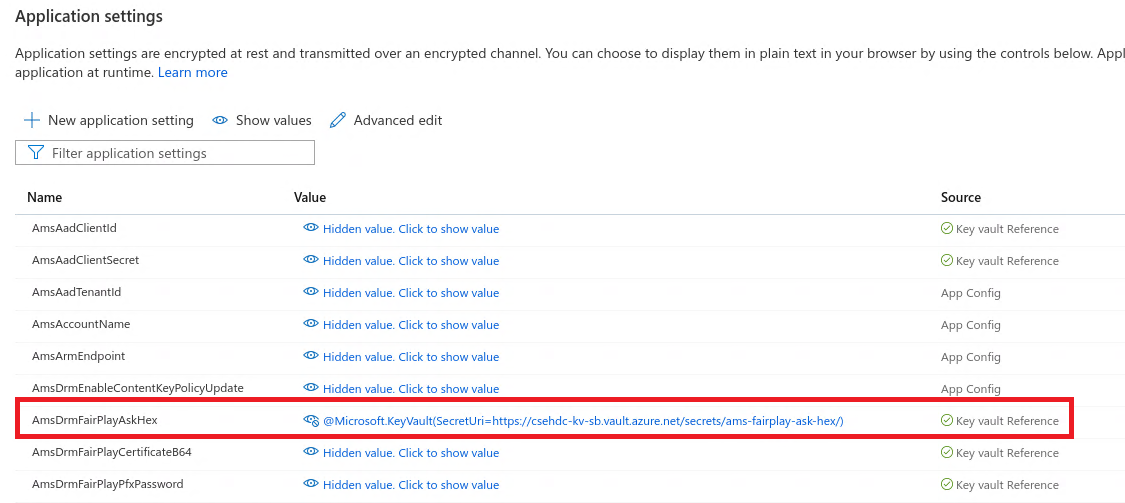 Application settings
Application settings are encrypted at rest and transmitted over an encrypted channel. You can choose to display them in plain text in your browser by using the controls below. Appl
application at runtime. Learn more
New application setting Show values Advanced edit
Filter application settings
Name Value Source
AmsAadClientId Hidden value. Click to show value Key vault Reference
AmsAadClientSecret Hidden value. Click to show value Key vault Reference
AmsAadTenantId Hidden value. Click to show value App Config
AmsAccountName Hidden value. Click to show value App Config
AmsArmEndpoint Hidden value. Click to show value App Config
AmsDrmEnableContentKeyPolicyUpdate Hidden value. Click to show value App Config
AmsDrmFairPlayAskHex @Microsoft.KeyVault(SecretUri=https://csehdc-kv-sb.vault.azure.net/secrets/ams-fairplay-ask-hex/) Key vault Reference
AmsDrmFairPlayCertificateB64 Hidden value. Click to show value Key vault Reference
AmsDrmFairPlayPfxPassword Hidden value. Click to show value Key vault Reference